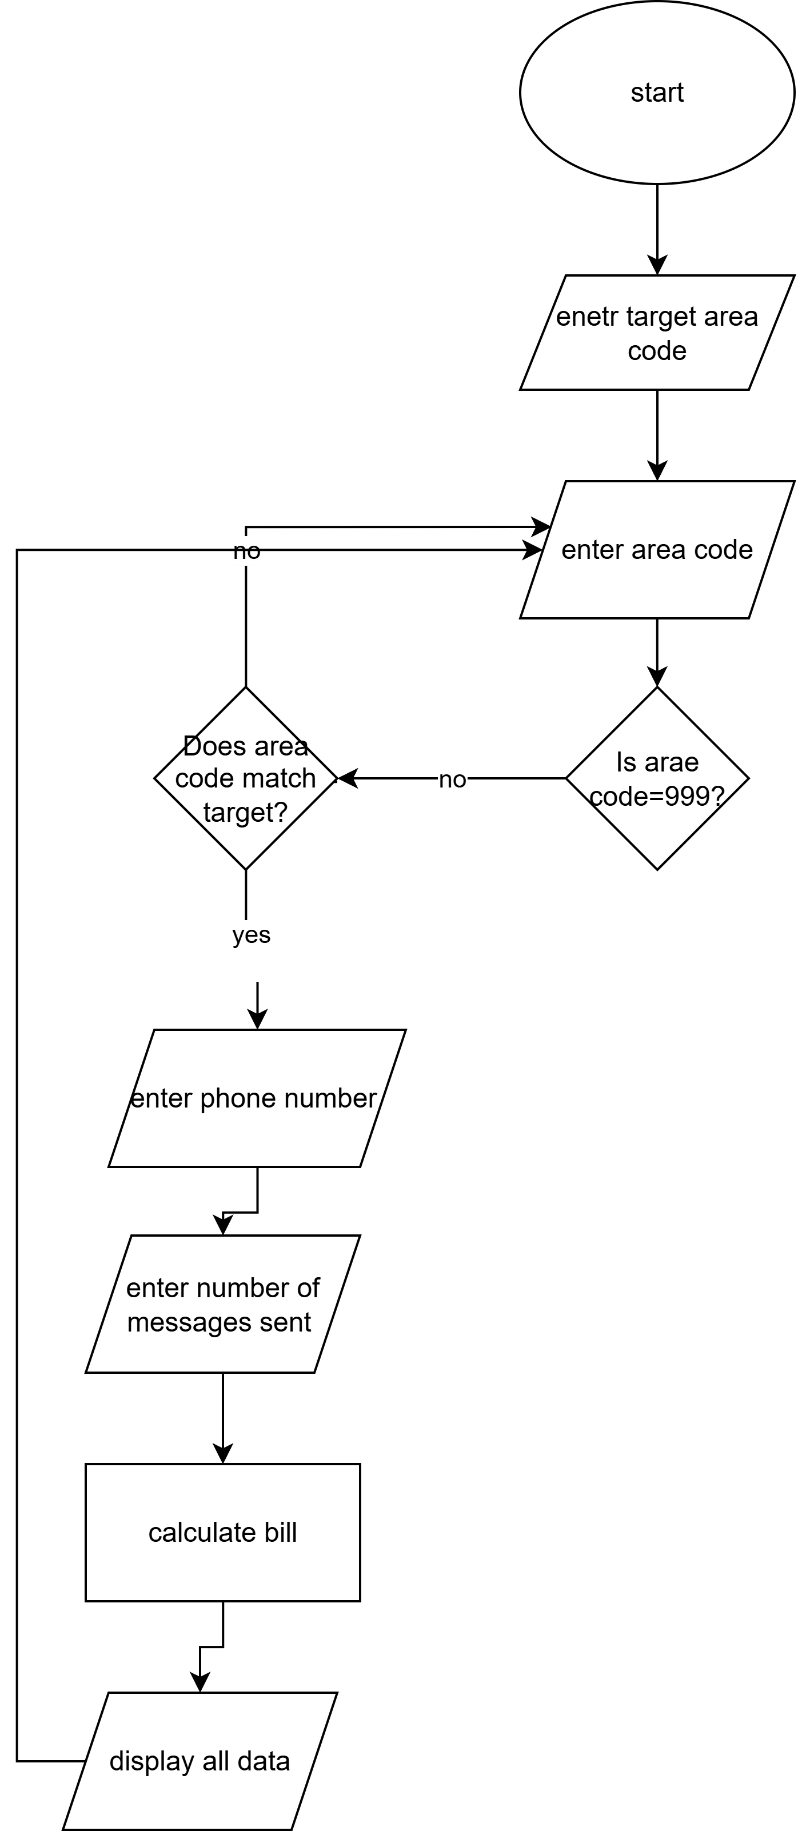 start
enetr target area
code
enter area code
no
Does area
code match
target?
no
Is arae
code=999?
yes
enter phone number
enter number of
messages sent
calculate bill
display all data